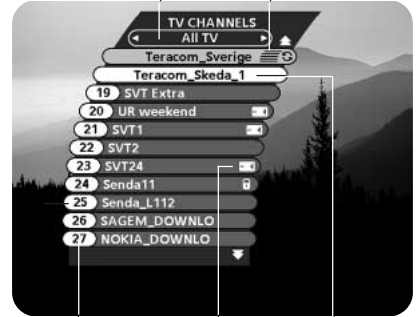 TV CHANNELS
All TV
Teracom_Sverige
Teracom_Skeda_1
19 SVT Extra
20 UR weekend
21 SVT1
22 SVT2
23 SVT24
24 Senda11
25 Senda_L112
26 SAGEM_DOWNLO
27 NOKIA_DOWNLO